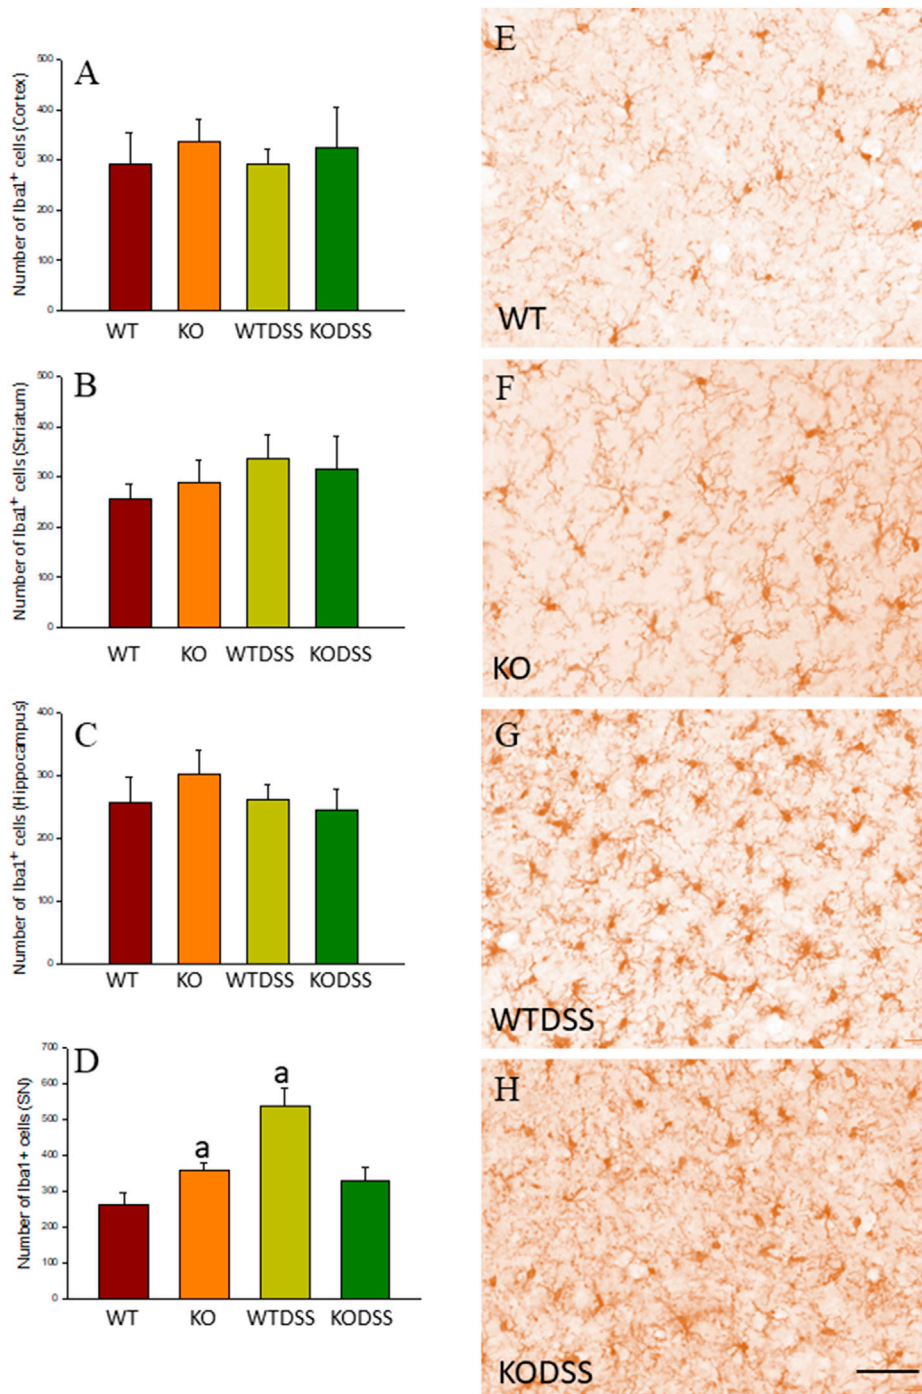 A
Number of Iba1⁺ cells (Cortex)
500
400
300
200
100
0
WT KO WTDSS KODSS
B
Number of Iba1⁺ cells (Striatum)
500
400
300
200
100
0
WT KO WTDSS KODSS
C
Number of Iba1⁺ cells (Hippocampus)
400
300
200
100
0
WT KO WTDSS KODSS
D
Number of Iba1+ cells (SN)
700
600
500
400
300
200
100
0
a
a
WT KO WTDSS KODSS
E
WT
F
KO
G
WTDSS
H
KODSS